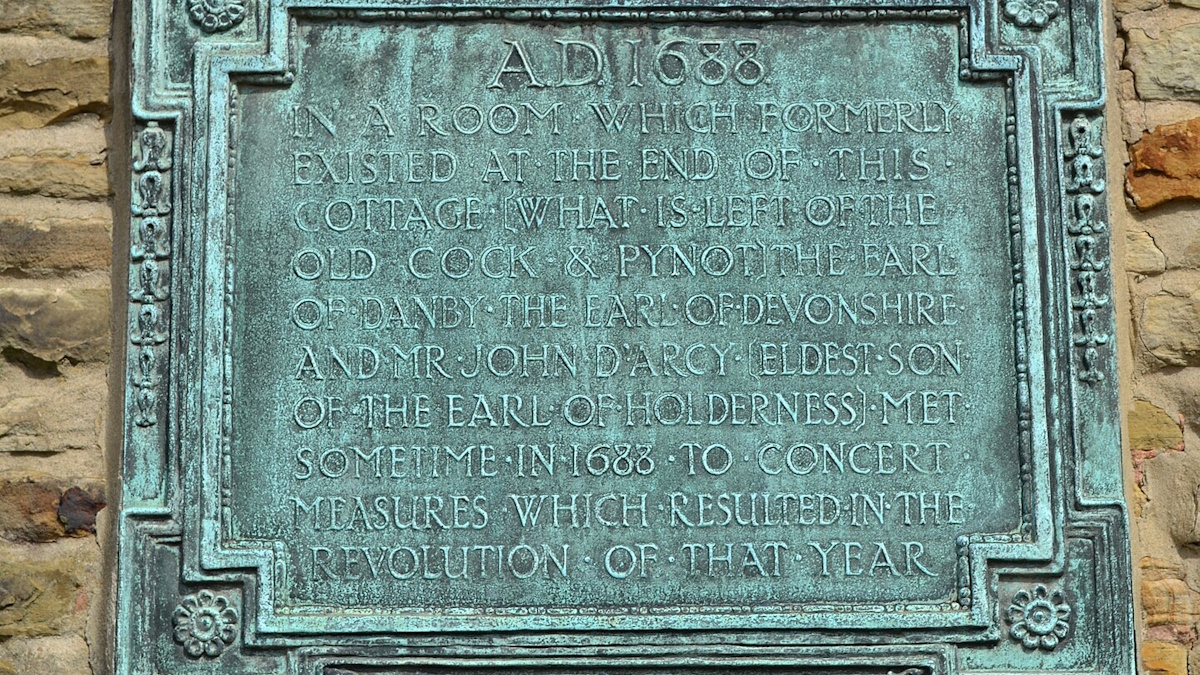 A.D. 1688
IN A ROOM WHICH FORMERLY
EXISTED AT THE END OF · THIS ·
COTTAGE · [WHAT · IS · LEFT · OF THE
OLD COCK · & · PYNOT] THE · EARL
OF · DANBY · THE EARL · OF · DEVONSHIRE ·
AND · MR · JOHN D'ARCY · [ELDEST · SON
OF · THE EARL OF · HOLDERNESS] · MET ·
SOMETIME · IN · 1688 · TO · CONCERT ·
MEASURES WHICH · RESULTED · IN · THE
REVOLUTION · OF · THAT · YEAR